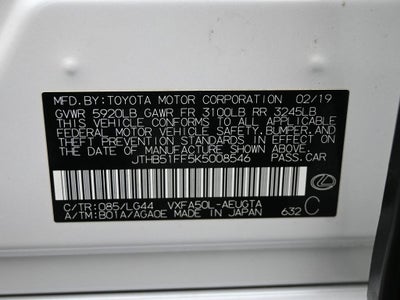 MFD.BY:TOYOTA MOTOR CORPORATION 02/19
GVWR 5920LB GAWR FR 3100LB RR 3245LB
THIS VEHICLE CONFORMS TO ALL APPLICABLE
FEDERAL MOTOR VEHICLE SAFETY,BUMPER,AND
THEFT PREVENTION STANDARDS IN EFFECT ON
THE DATE OF MANUFACTURE SHOWN ABOVE.
JTHB51FF5K5008546 PASS.CAR
C/TR:085/LG44 VXFA50L-AEUGTA
A/TM:B01A/AGA0E MADE IN JAPAN 632 C